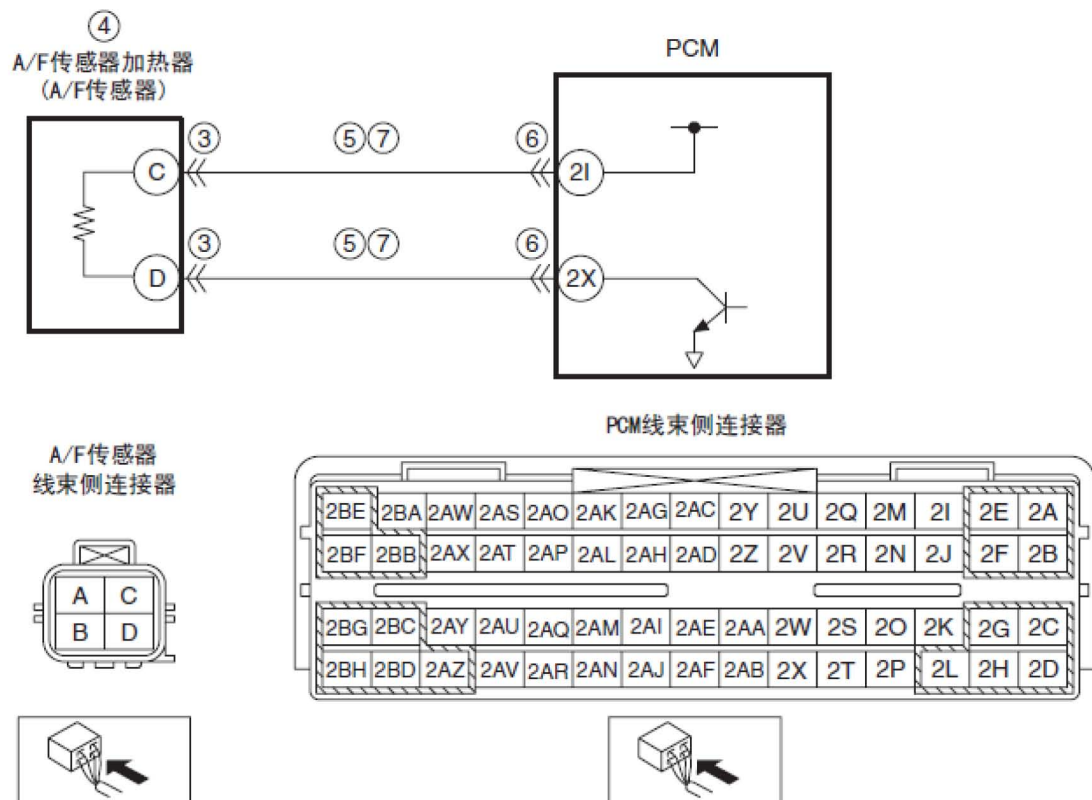 ④
A/F传感器加热器
(A/F传感器)
PCM
③ ⑤⑦ ⑥
C 2I
③ ⑤⑦ ⑥
D 2X
A/F传感器
线束侧连接器
A C
B D
PCM线束侧连接器
2BE 2BA 2AW 2AS 2AO 2AK 2AG 2AC 2Y 2U 2Q 2M 2I 2E 2A
2BF 2BB 2AX 2AT 2AP 2AL 2AH 2AD 2Z 2V 2R 2N 2J 2F 2B
2BG 2BC 2AY 2AU 2AQ 2AM 2AI 2AE 2AA 2W 2S 2O 2K 2G 2C
2BH 2BD 2AZ 2AV 2AR 2AN 2AJ 2AF 2AB 2X 2T 2P 2L 2H 2D